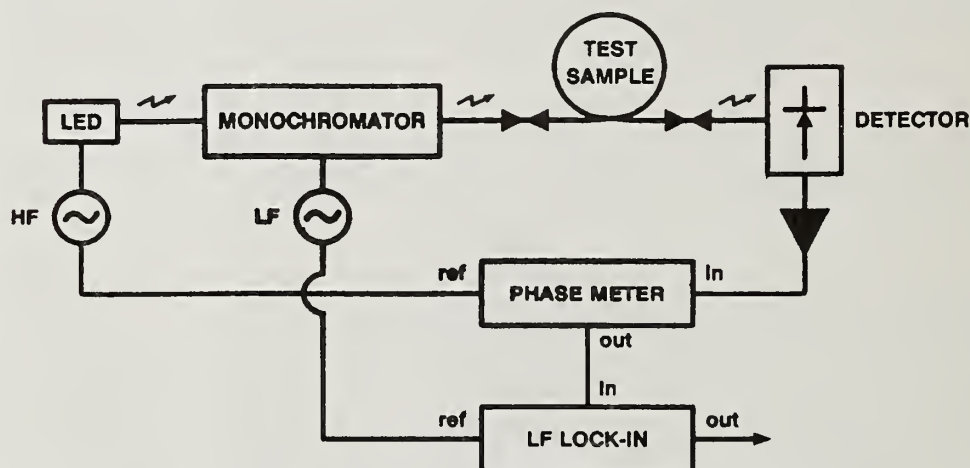 TEST
SAMPLE
LED
MONOCHROMATOR
DETECTOR
HF
LF
ref
PHASE METER
in
out
in
ref
LF LOCK-IN
out